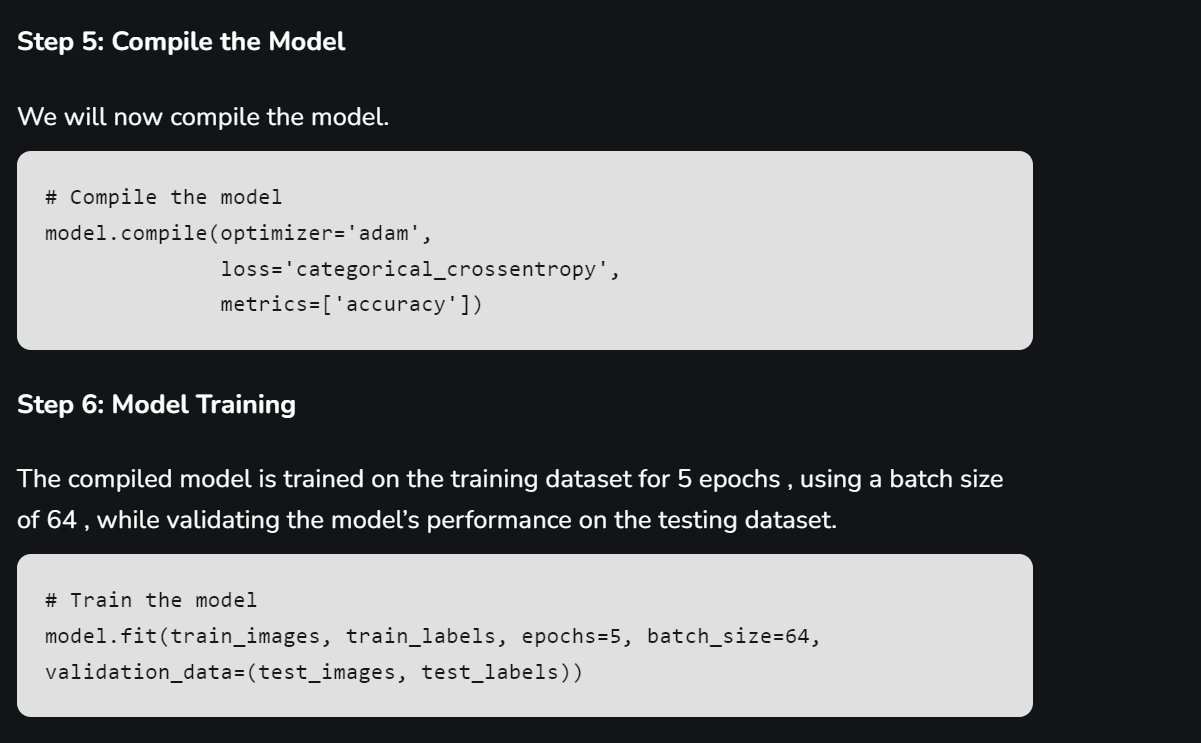 Step 5: Compile the Model
We will now compile the model.
# Compile the model
model.compile(optimizer='adam',
              loss='categorical_crossentropy',
              metrics=['accuracy'])
Step 6: Model Training
The compiled model is trained on the training dataset for 5 epochs , using a batch size
of 64 , while validating the model’s performance on the testing dataset.
# Train the model
model.fit(train_images, train_labels, epochs=5, batch_size=64,
validation_data=(test_images, test_labels))